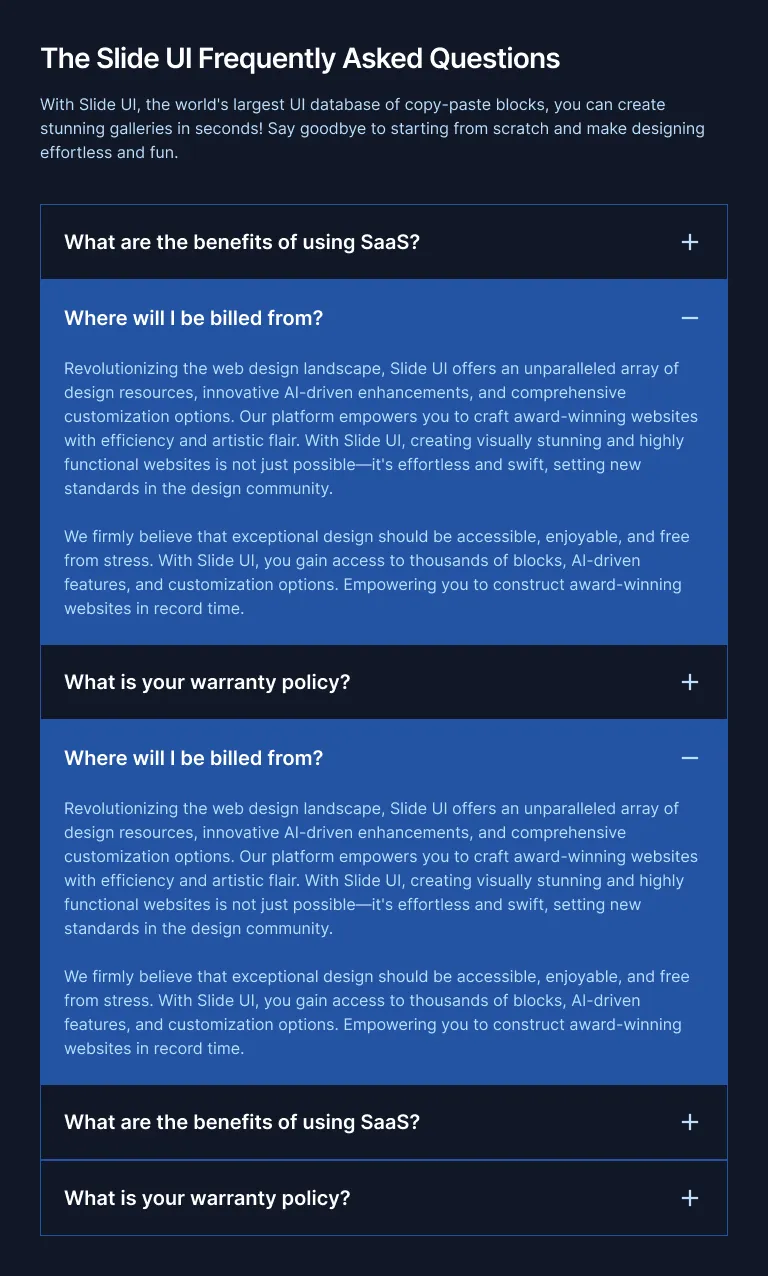 The Slide UI Frequently Asked Questions
With Slide UI, the world's largest UI database of copy-paste blocks, you can create
stunning galleries in seconds! Say goodbye to starting from scratch and make designing
effortless and fun.
What are the benefits of using SaaS?
Where will I be billed from?
Revolutionizing the web design landscape, Slide UI offers an unparalleled array of
design resources, innovative AI-driven enhancements, and comprehensive
customization options. Our platform empowers you to craft award-winning websites
with efficiency and artistic flair. With Slide UI, creating visually stunning and highly
functional websites is not just possible—it's effortless and swift, setting new
standards in the design community.
We firmly believe that exceptional design should be accessible, enjoyable, and free
from stress. With Slide UI, you gain access to thousands of blocks, AI-driven
features, and customization options. Empowering you to construct award-winning
websites in record time.
What is your warranty policy?
Where will I be billed from?
Revolutionizing the web design landscape, Slide UI offers an unparalleled array of
design resources, innovative AI-driven enhancements, and comprehensive
customization options. Our platform empowers you to craft award-winning websites
with efficiency and artistic flair. With Slide UI, creating visually stunning and highly
functional websites is not just possible—it's effortless and swift, setting new
standards in the design community.
We firmly believe that exceptional design should be accessible, enjoyable, and free
from stress. With Slide UI, you gain access to thousands of blocks, AI-driven
features, and customization options. Empowering you to construct award-winning
websites in record time.
What are the benefits of using SaaS?
What is your warranty policy?